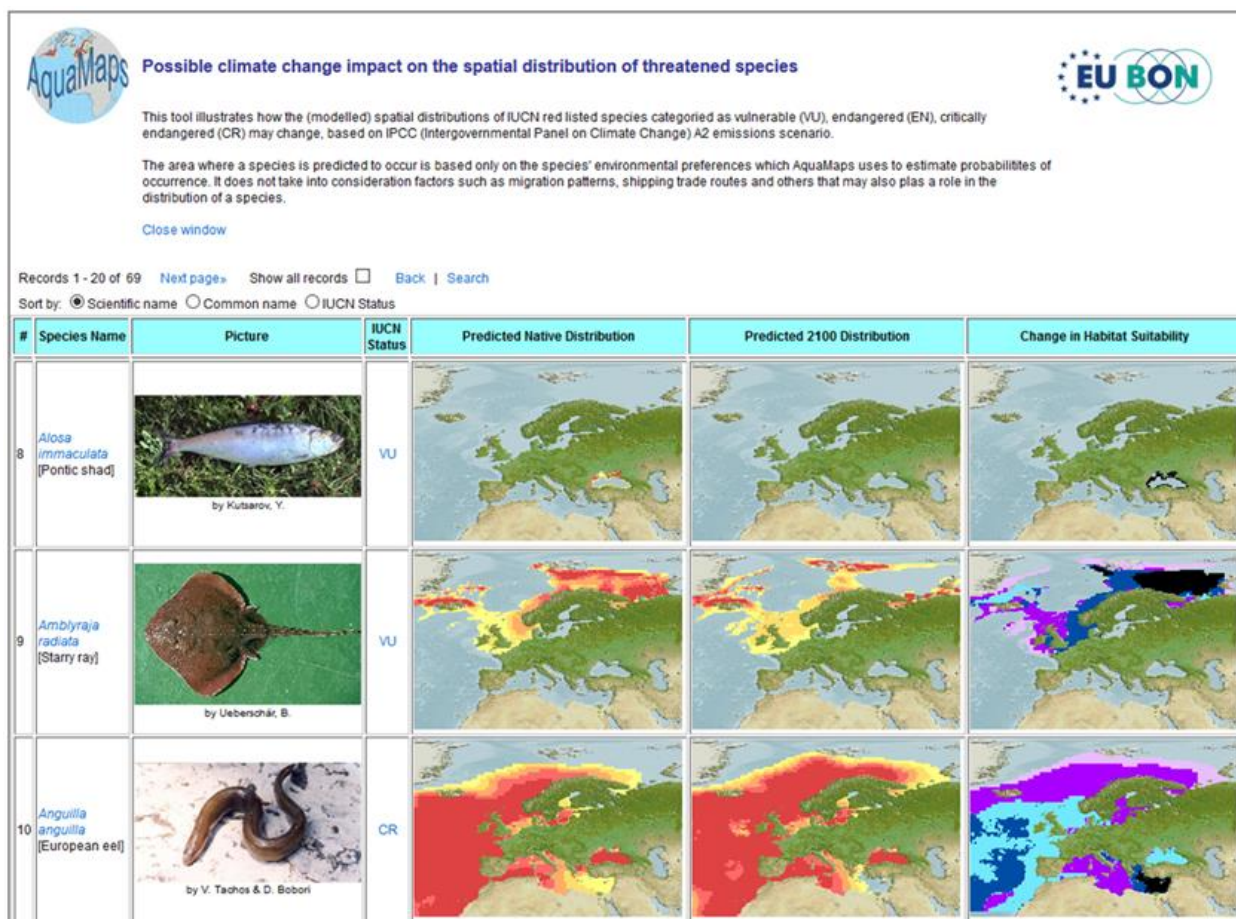 AquaMaps
Possible climate change impact on the spatial distribution of threatened species
EU BON
This tool illustrates how the (modelled) spatial distributions of IUCN red listed species categoried as vulnerable (VU), endangered (EN), critically
endangered (CR) may change, based on IPCC (Intergovernmental Panel on Climate Change) A2 emissions scenario.
The area where a species is predicted to occur is based only on the species' environmental preferences which AquaMaps uses to estimate probabilitites of
occurrence. It does not take into consideration factors such as migration patterns, shipping trade routes and others that may also plas a role in the
distribution of a species.
Close window
Records 1 - 20 of 69 Next page» Show all records Back | Search
Sort by: Scientific name Common name IUCN Status
# Species Name Picture IUCN Status Predicted Native Distribution Predicted 2100 Distribution Change in Habitat Suitability
8 Alosa immaculata [Pontic shad] VU
by Kutsarov, Y.
9 Amblyraja radiata [Starry ray] VU
by Ueberschär, B.
10 Anguilla anguilla [European eel] CR
by V. Tachos & D. Bobori